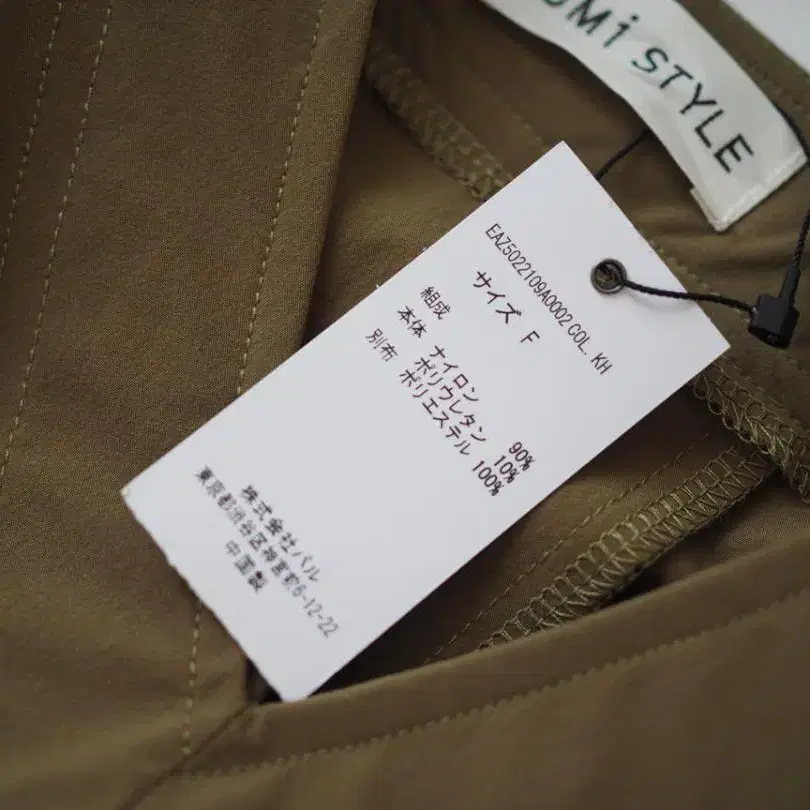 STYLE
EAZ5022109A0002 COL. KH
サイズ F
組成
本体 ナイロン 90%
ポリウレタン 10%
別布 ポリエステル 100%
株式会社パル
東京都渋谷区神宮前6-12-22
中国製